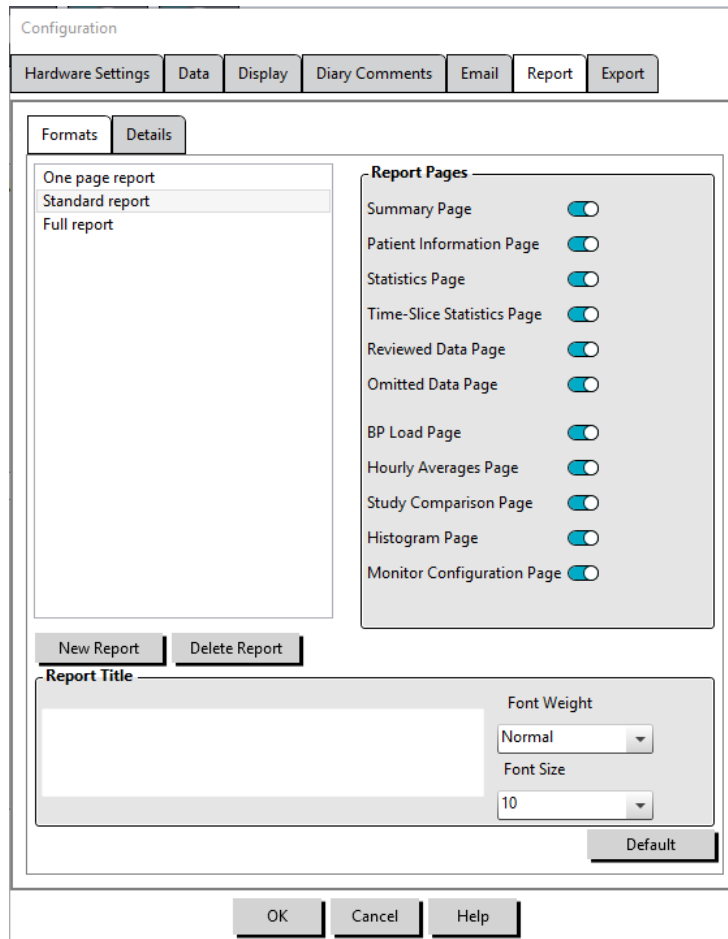 Configuration
Hardware Settings Data Display Diary Comments Email Report Export
Formats Details
One page report
Standard report
Full report
Report Pages
Summary Page
Patient Information Page
Statistics Page
Time-Slice Statistics Page
Reviewed Data Page
Omitted Data Page
BP Load Page
Hourly Averages Page
Study Comparison Page
Histogram Page
Monitor Configuration Page
New Report Delete Report
Report Title
Font Weight
Normal
Font Size
10
Default
OK Cancel Help